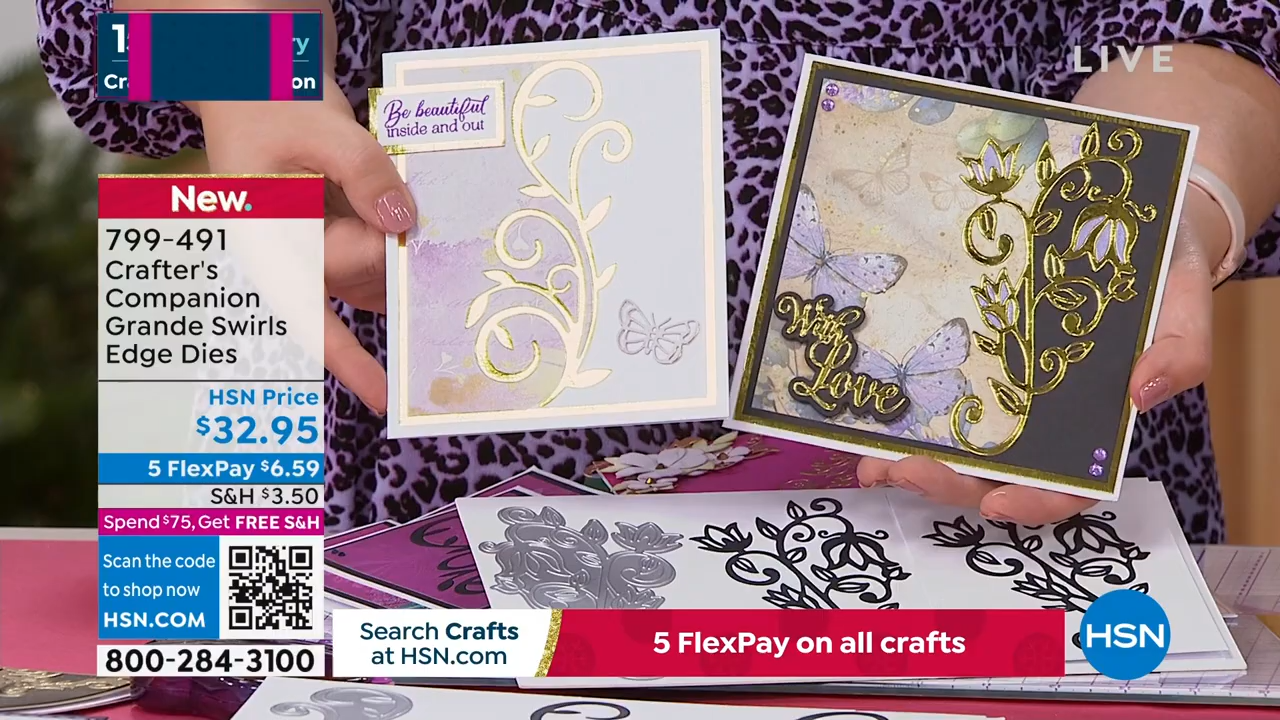 LIVE
Be beautiful
inside and out
With
Love
New.
799-491
Crafter's
Companion
Grande Swirls
Edge Dies
HSN Price
$32.95
5 FlexPay $6.59
S&H $3.50
Spend $75, Get FREE S&H
Scan the code
to shop now
HSN.COM
800-284-3100
Search Crafts
at HSN.com
5 FlexPay on all crafts
HSN